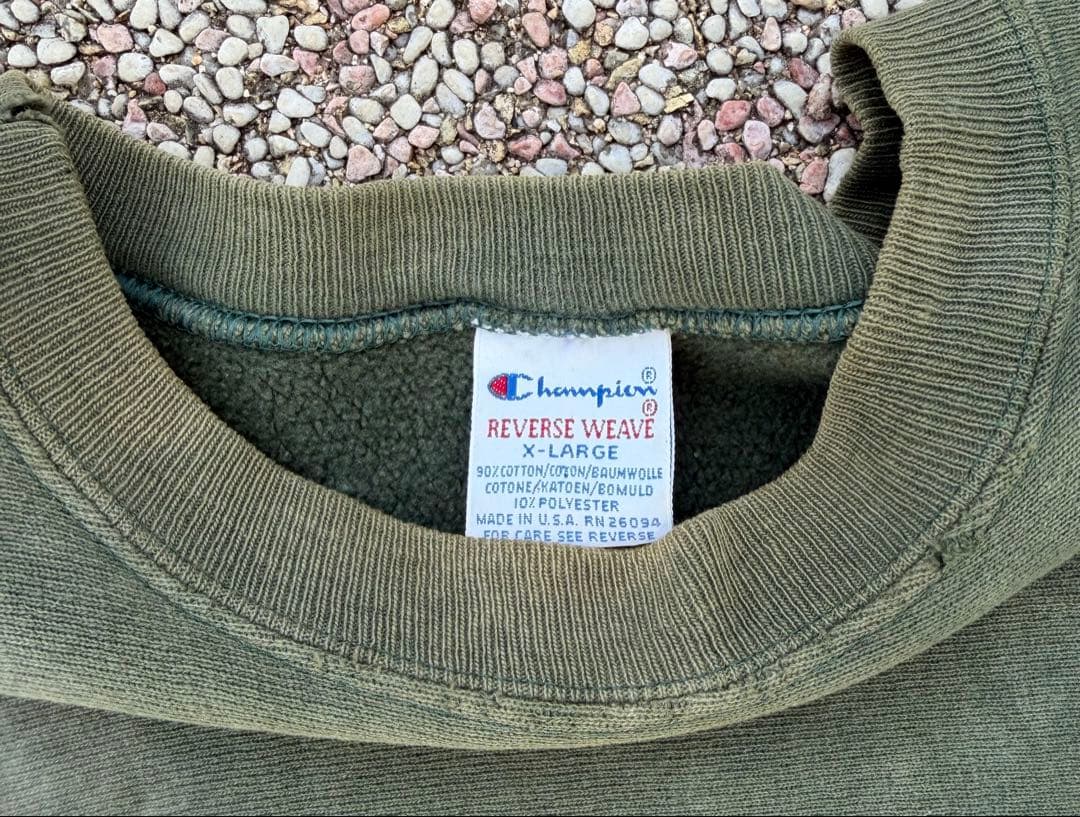 Champion®
®
REVERSE WEAVE
X-LARGE
90% COTTON/COTON/BAUMWOLLE
COTONE/KATOEN/BOMULD
10% POLYESTER
MADE IN U.S.A. RN 26094
FOR CARE SEE REVERSE